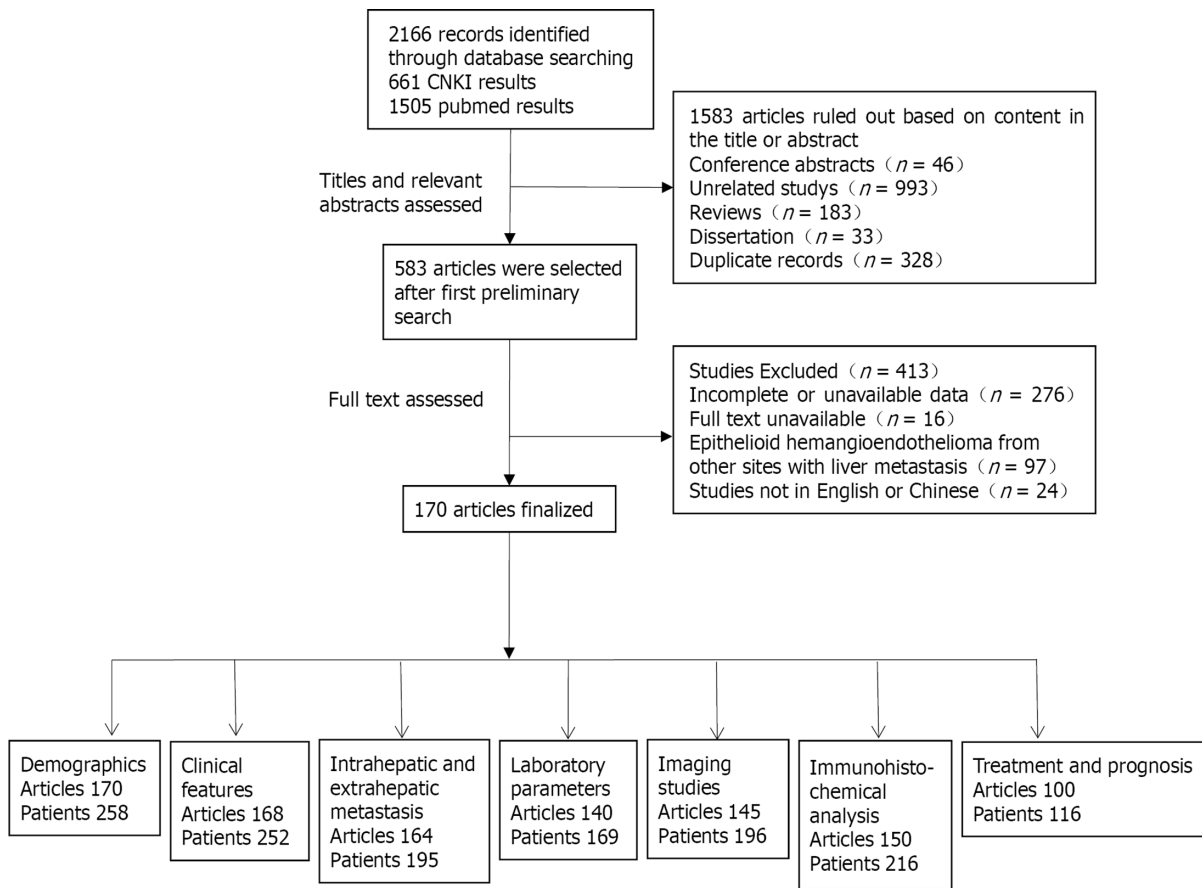 2166 records identified
through database searching
661 CNKI results
1505 pubmed results
Titles and relevant
abstracts assessed
1583 articles ruled out based on content in
the title or abstract
Conference abstracts（n = 46）
Unrelated studys（n = 993）
Reviews（n = 183）
Dissertation（n = 33）
Duplicate records（n = 328）
583 articles were selected
after first preliminary
search
Full text assessed
Studies Excluded（n = 413）
Incomplete or unavailable data（n = 276）
Full text unavailable（n = 16）
Epithelioid hemangioendothelioma from
other sites with liver metastasis（n = 97）
Studies not in English or Chinese（n = 24）
170 articles finalized
Demographics
Articles 170
Patients 258
Clinical
features
Articles 168
Patients 252
Intrahepatic and
extrahepatic
metastasis
Articles 164
Patients 195
Laboratory
parameters
Articles 140
Patients 169
Imaging
studies
Articles 145
Patients 196
Immunohisto-
chemical
analysis
Articles 150
Patients 216
Treatment and prognosis
Articles 100
Patients 116